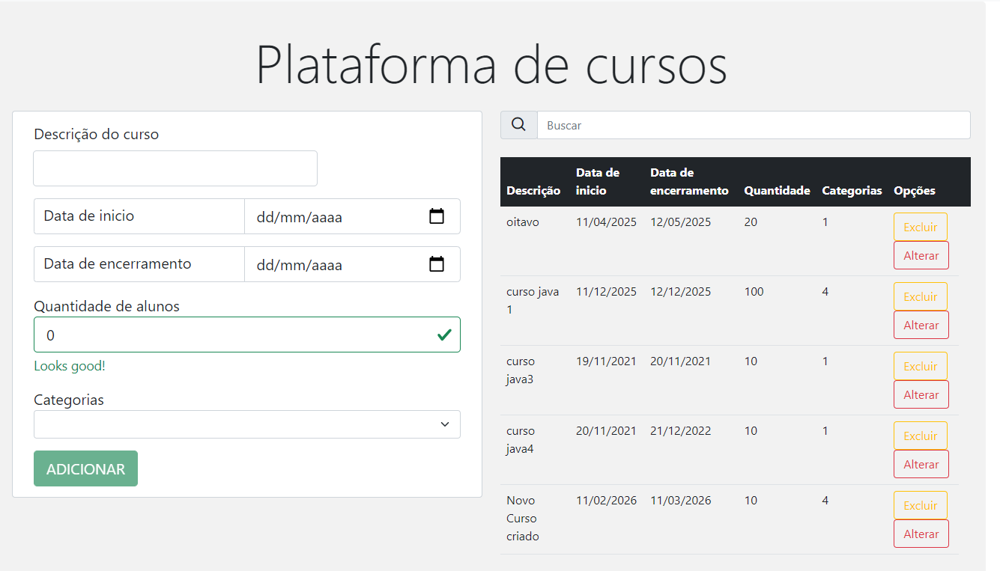 Plataforma de cursos
Descrição do curso
Data de inicio dd/mm/aaaa
Data de encerramento dd/mm/aaaa
Quantidade de alunos
0
Looks good!
Categorias
ADICIONAR
Buscar
Descrição Data de inicio Data de encerramento Quantidade Categorias Opções
oitavo 11/04/2025 12/05/2025 20 1 Excluir
Alterar
curso java 11/12/2025 12/12/2025 100 4 Excluir
1 Alterar
curso 19/11/2021 20/11/2021 10 1 Excluir
java3 Alterar
curso 20/11/2021 21/12/2022 10 1 Excluir
java4 Alterar
Novo 11/02/2026 11/03/2026 10 4 Excluir
Curso
criado Alterar